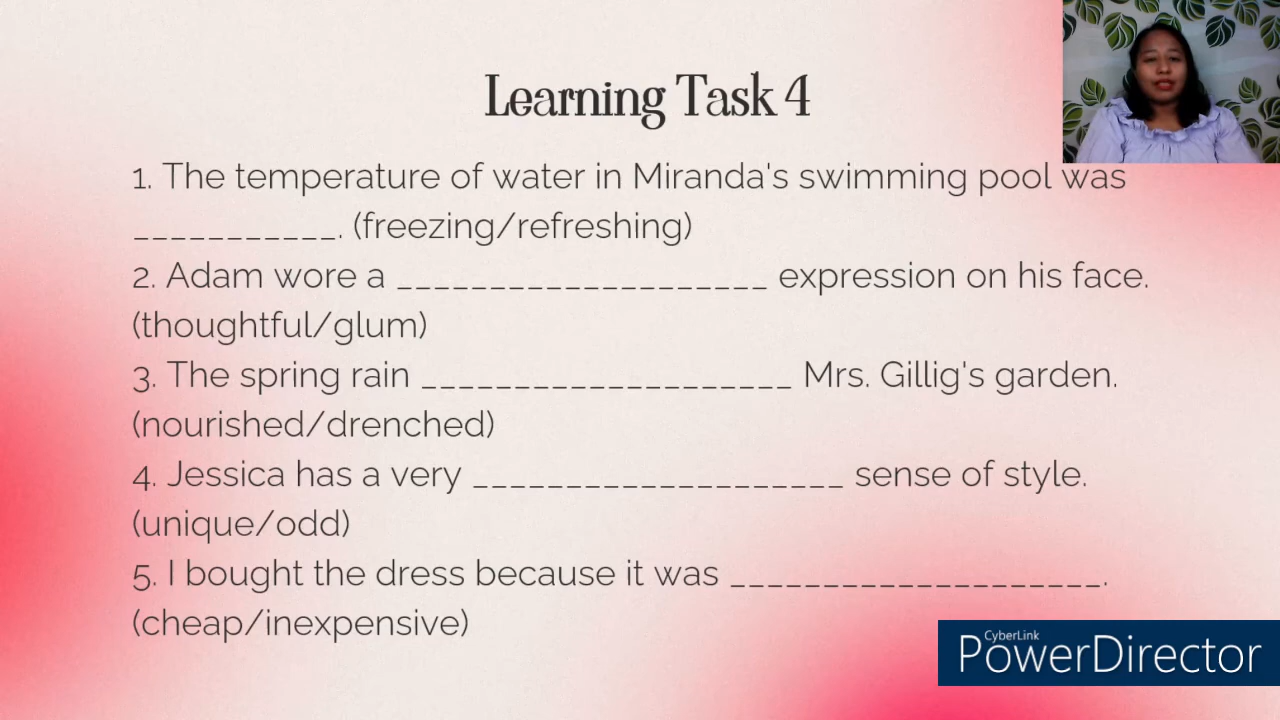 Learning Task 4
1. The temperature of water in Miranda's swimming pool was
___________. (freezing/refreshing)
2. Adam wore a ____________________ expression on his face.
(thoughtful/glum)
3. The spring rain ____________________ Mrs. Gillig's garden.
(nourished/drenched)
4. Jessica has a very ____________________ sense of style.
(unique/odd)
5. I bought the dress because it was ____________________.
(cheap/inexpensive)
CyberLink
PowerDirector